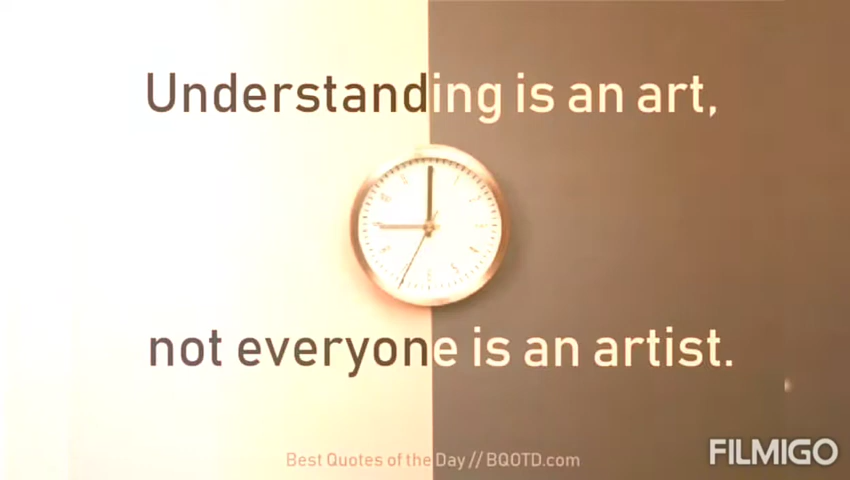 Understanding is an art,
not everyone is an artist.
Best Quotes of the Day // BQOTD.com
FILMIGO